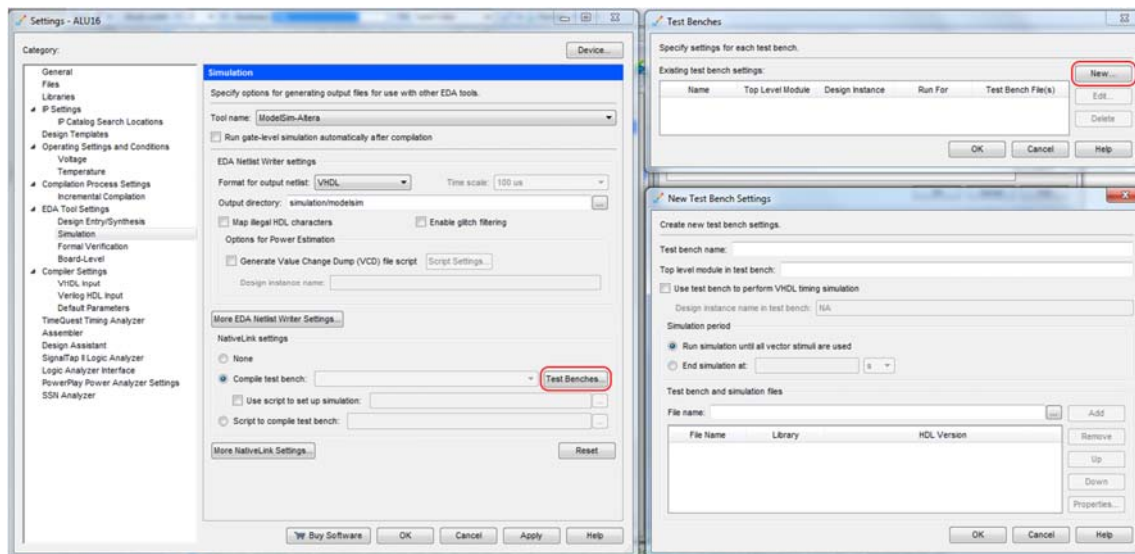 Settings - ALU16
Category:
Device...
General
Files
Libraries
IP Settings
IP Catalog Search Locations
Design Templates
Operating Settings and Conditions
Voltage
Temperature
Compilation Process Settings
Incremental Compilation
EDA Tool Settings
Design Entry/Synthesis
Simulation
Formal Verification
Board-Level
Compiler Settings
VHDL Input
Verilog HDL Input
Default Parameters
TimeQuest Timing Analyzer
Assembler
Design Assistant
SignalTap II Logic Analyzer
Logic Analyzer Interface
PowerPlay Power Analyzer Settings
SSN Analyzer
Simulation
Specify options for generating output files for use with other EDA tools.
Tool name: ModelSim-Altera
Run gate-level simulation automatically after compilation
EDA Netlist Writer settings
Format for output netlist: VHDL Time scale: 100 us
Output directory: simulation/modelsim ...
Map illegal HDL characters Enable glitch filtering
Options for Power Estimation
Generate Value Change Dump (VCD) file script Script Settings...
Design instance name:
More EDA Netlist Writer Settings...
NativeLink settings
None
Compile test bench: Test Benches...
Use script to set up simulation: ...
Script to compile test bench: ...
More NativeLink Settings... Reset
Buy Software OK Cancel Apply Help
Test Benches
Specify settings for each test bench.
Existing test bench settings: New...
Name Top Level Module Design Instance Run For Test Bench File(s)
Edit...
Delete
OK Cancel Help
New Test Bench Settings
Create new test bench settings.
Test bench name:
Top level module in test bench:
Use test bench to perform VHDL timing simulation
Design instance name in test bench: NA
Simulation period
Run simulation until all vector stimuli are used
End simulation at: s
Test bench and simulation files
File name: ... Add
File Name Library HDL Version
Remove
Up
Down
Properties...
OK Cancel Help